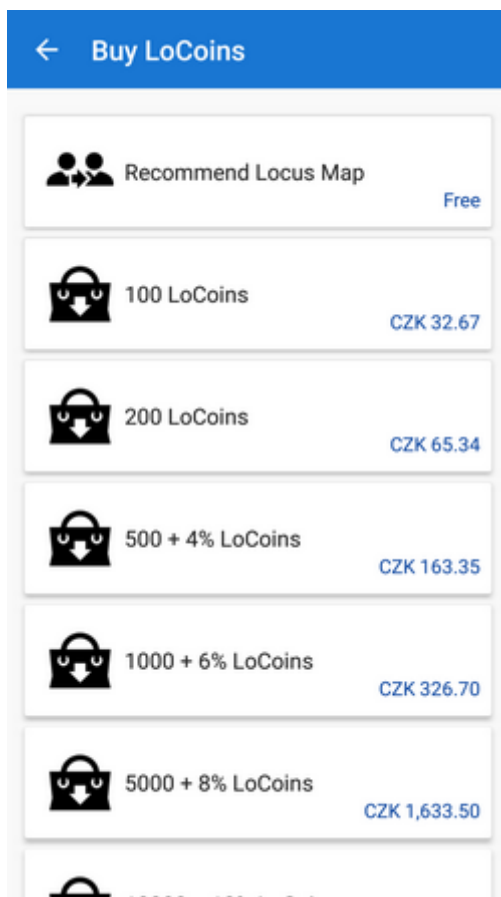 Buy LoCoins
Recommend Locus Map
Free
100 LoCoins
CZK 32.67
200 LoCoins
CZK 65.34
500 + 4% LoCoins
CZK 163.35
1000 + 6% LoCoins
CZK 326.70
5000 + 8% LoCoins
CZK 1,633.50